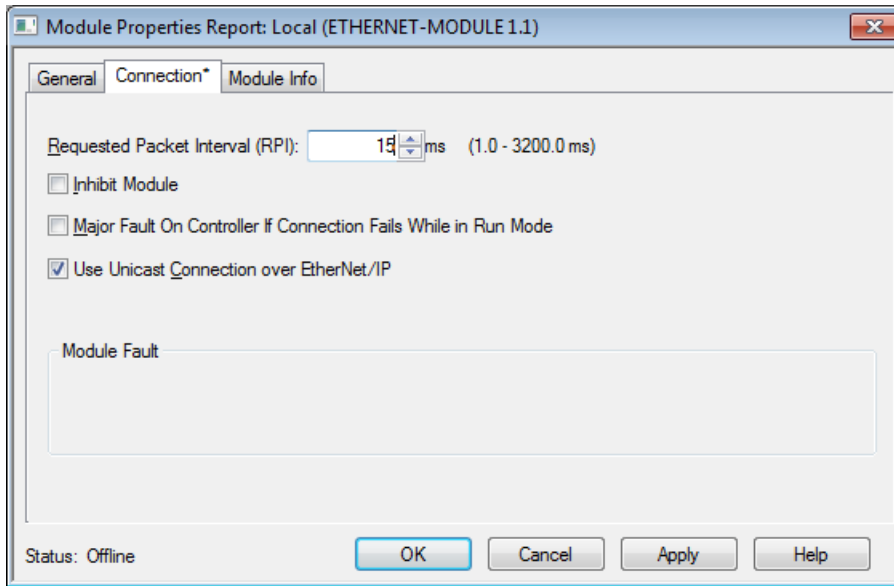 Module Properties Report: Local (ETHERNET-MODULE 1.1)
General Connection* Module Info
Requested Packet Interval (RPI): 15 ms (1.0 - 3200.0 ms)
Inhibit Module
Major Fault On Controller If Connection Fails While in Run Mode
Use Unicast Connection over EtherNet/IP
Module Fault
Status: Offline OK Cancel Apply Help